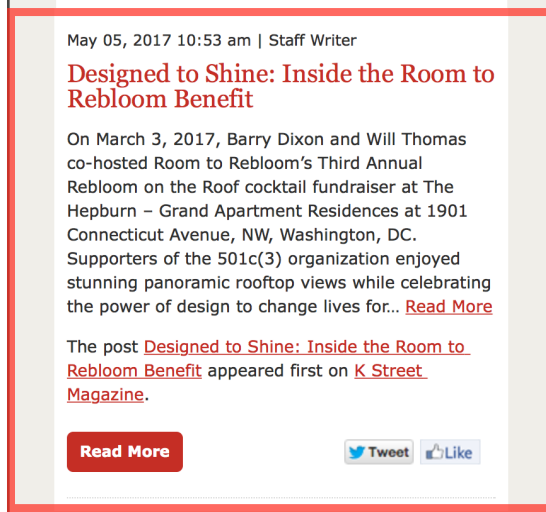 May 05, 2017 10:53 am | Staff Writer
Designed to Shine: Inside the Room to
Rebloom Benefit
On March 3, 2017, Barry Dixon and Will Thomas
co-hosted Room to Rebloom’s Third Annual
Rebloom on the Roof cocktail fundraiser at The
Hepburn – Grand Apartment Residences at 1901
Connecticut Avenue, NW, Washington, DC.
Supporters of the 501c(3) organization enjoyed
stunning panoramic rooftop views while celebrating
the power of design to change lives for… Read More
The post Designed to Shine: Inside the Room to
Rebloom Benefit appeared first on K Street
Magazine.
Read More Tweet Like